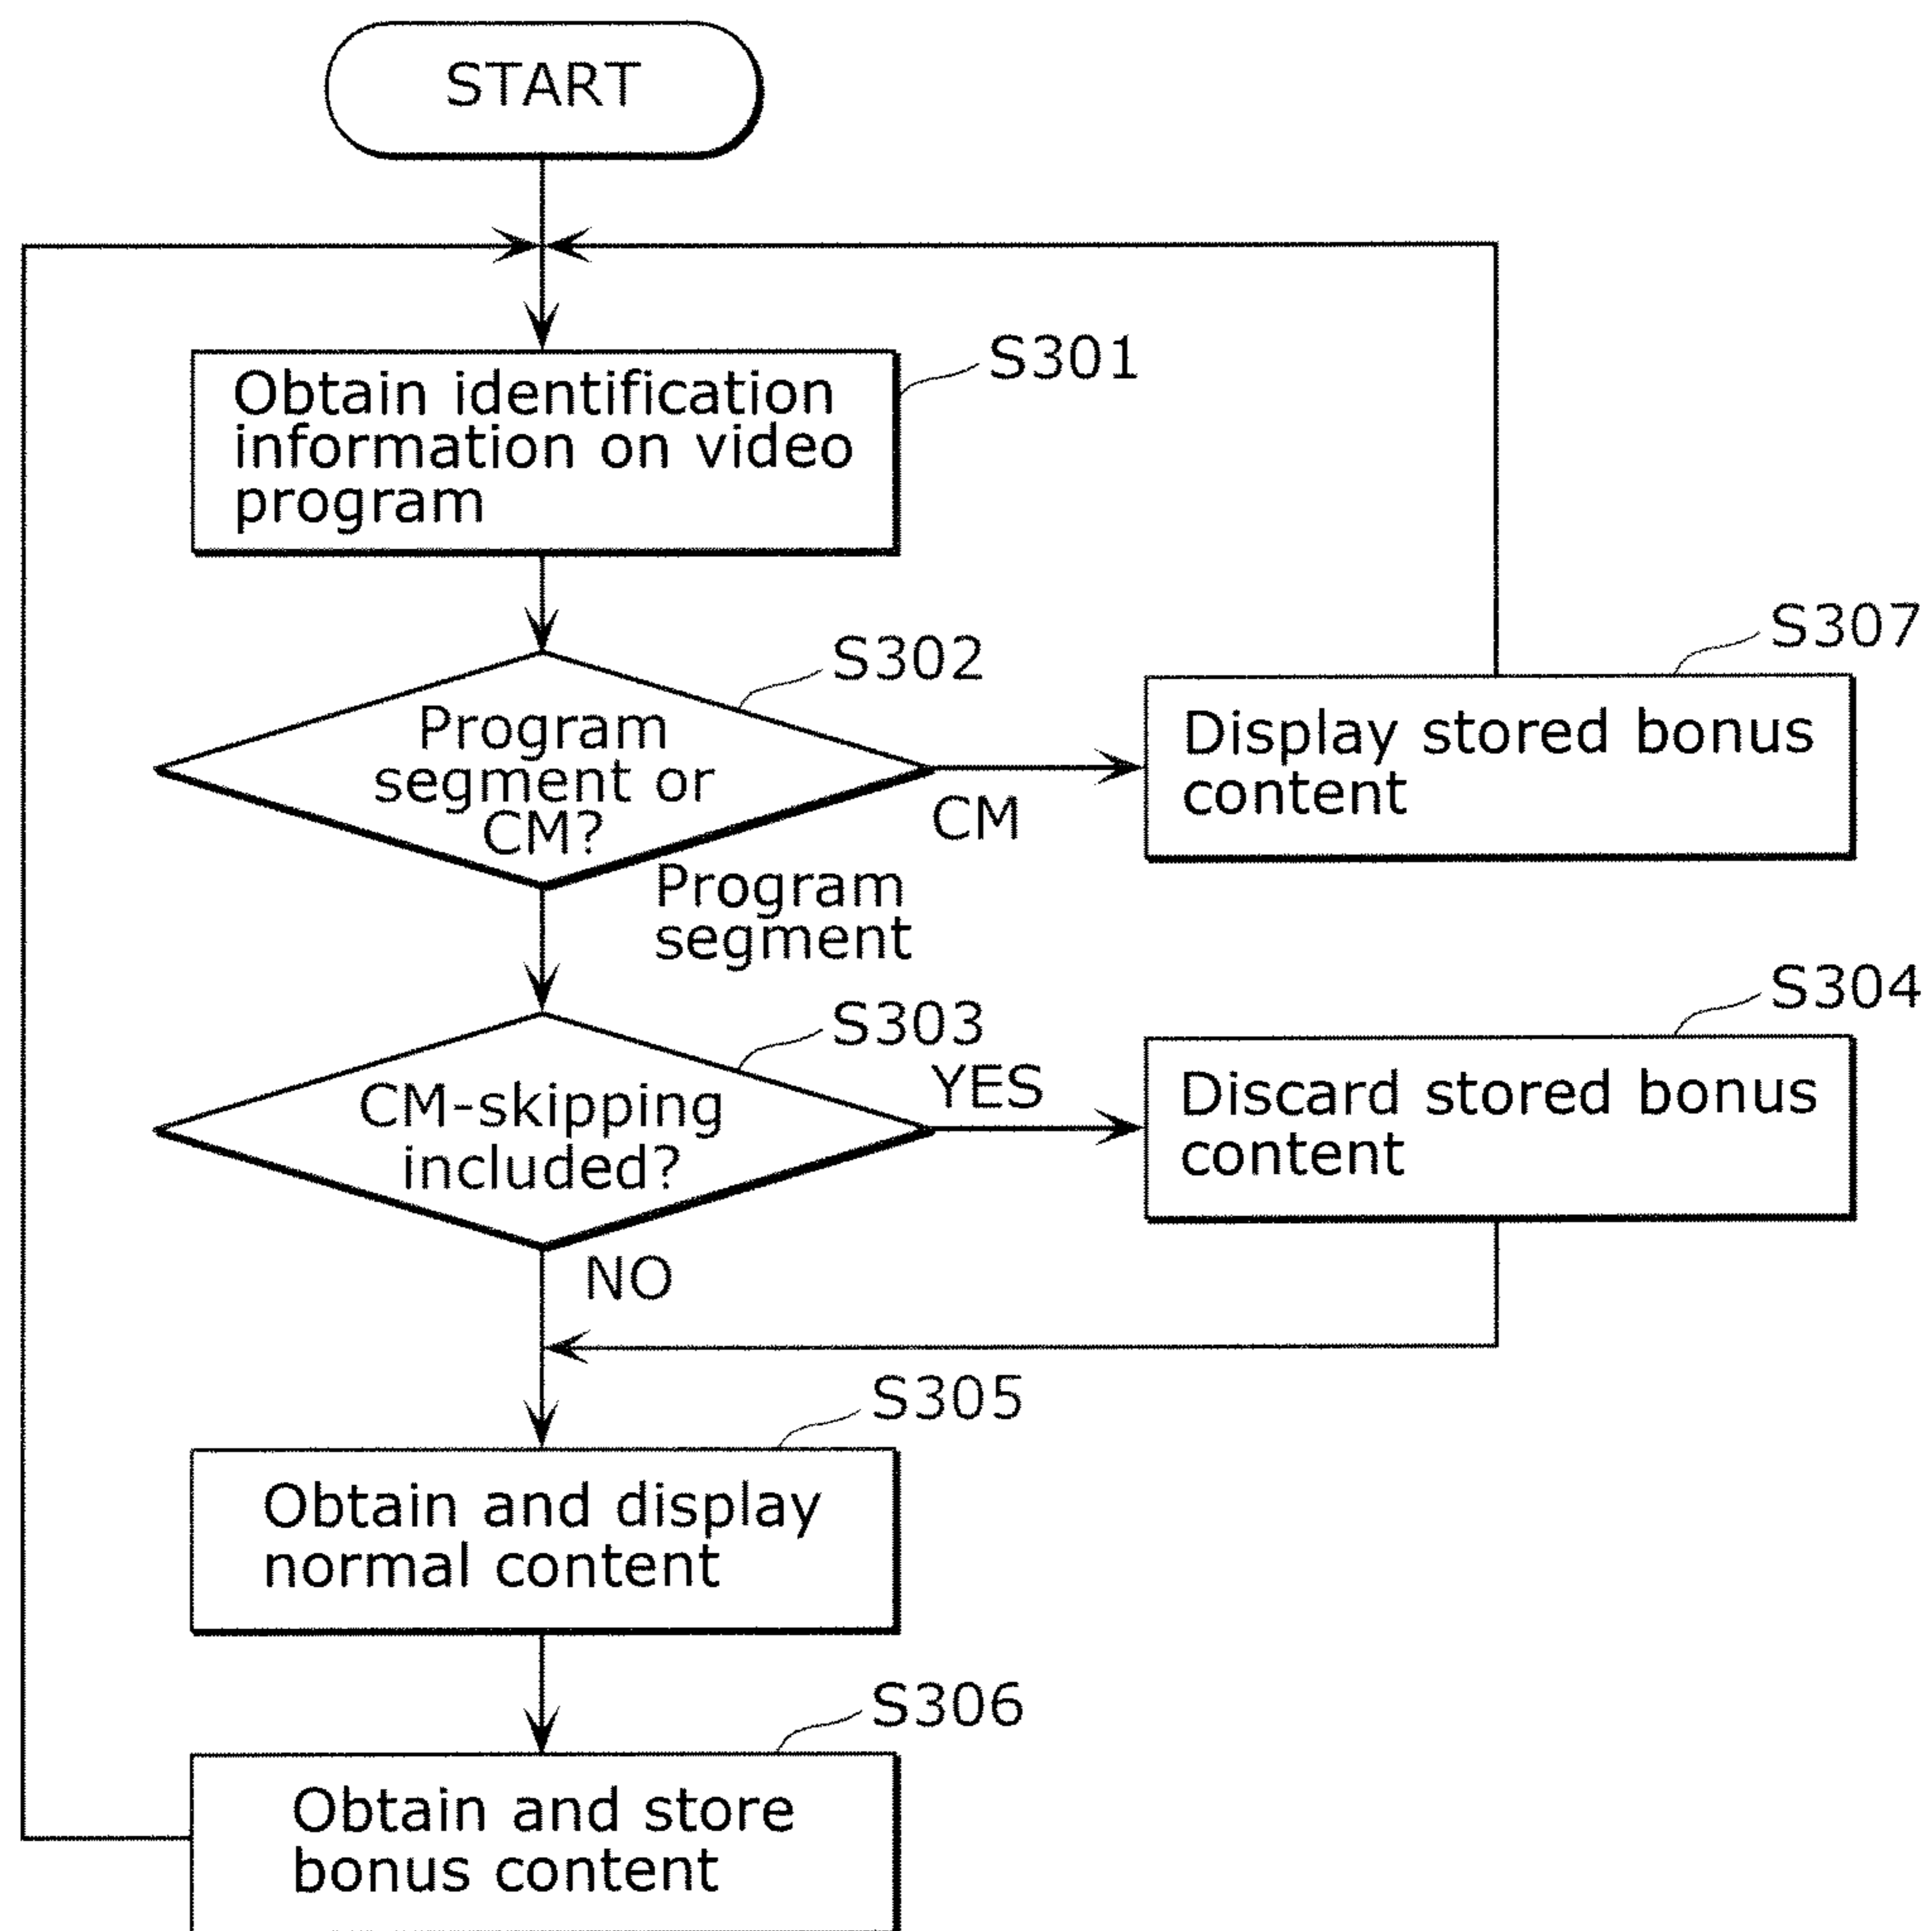 START
S301
Obtain identification
information on video
program
S302
Program
segment or
CM?
CM
S307
Display stored bonus
content
Program
segment
S303
CM-skipping
included?
YES
S304
Discard stored bonus
content
NO
S305
Obtain and display
normal content
S306
Obtain and store
bonus content